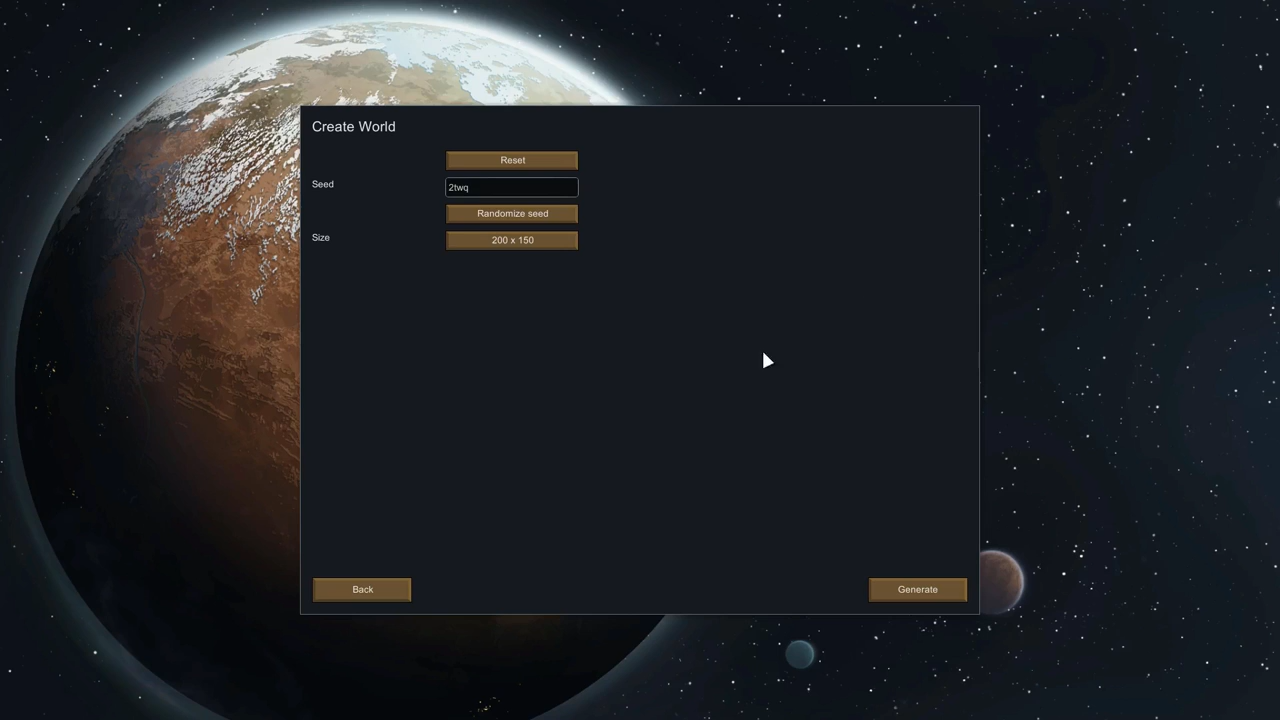 Create World
Reset
Seed
2twq
Randomize seed
Size
200 x 150
Back
Generate